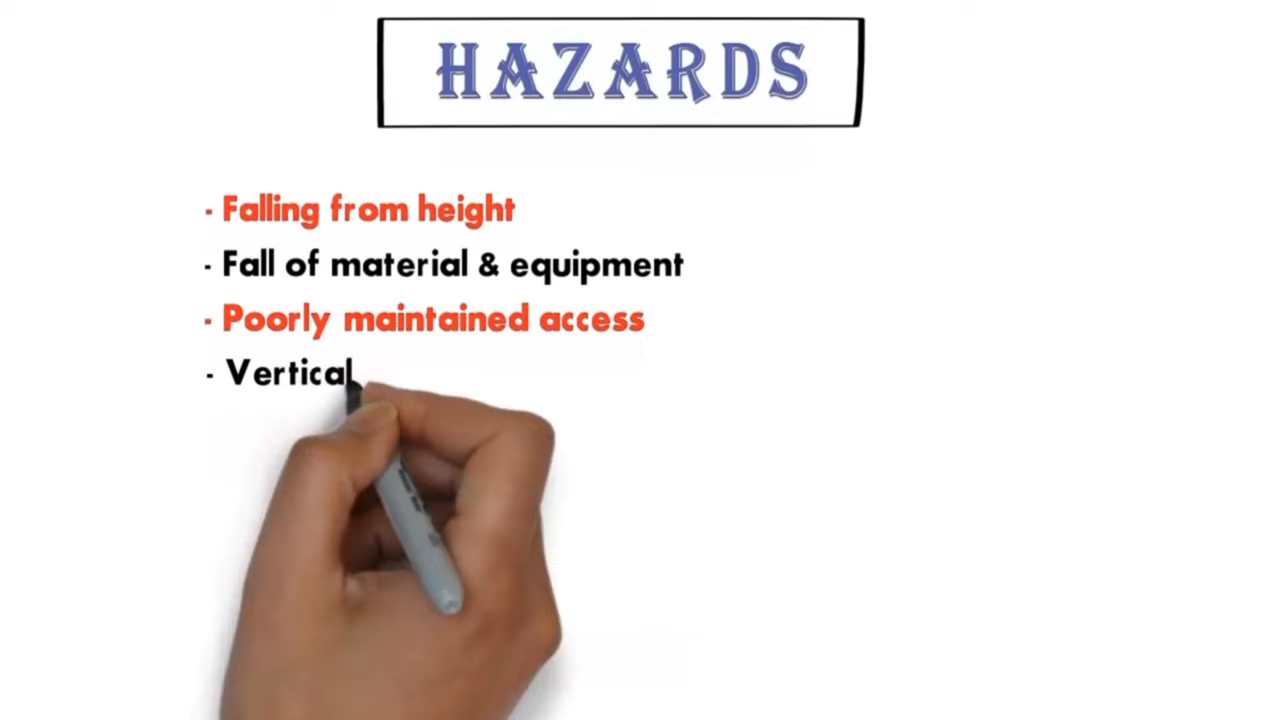 HAZARDS
- Falling from height
- Fall of material & equipment
- Poorly maintained access
- Vertical